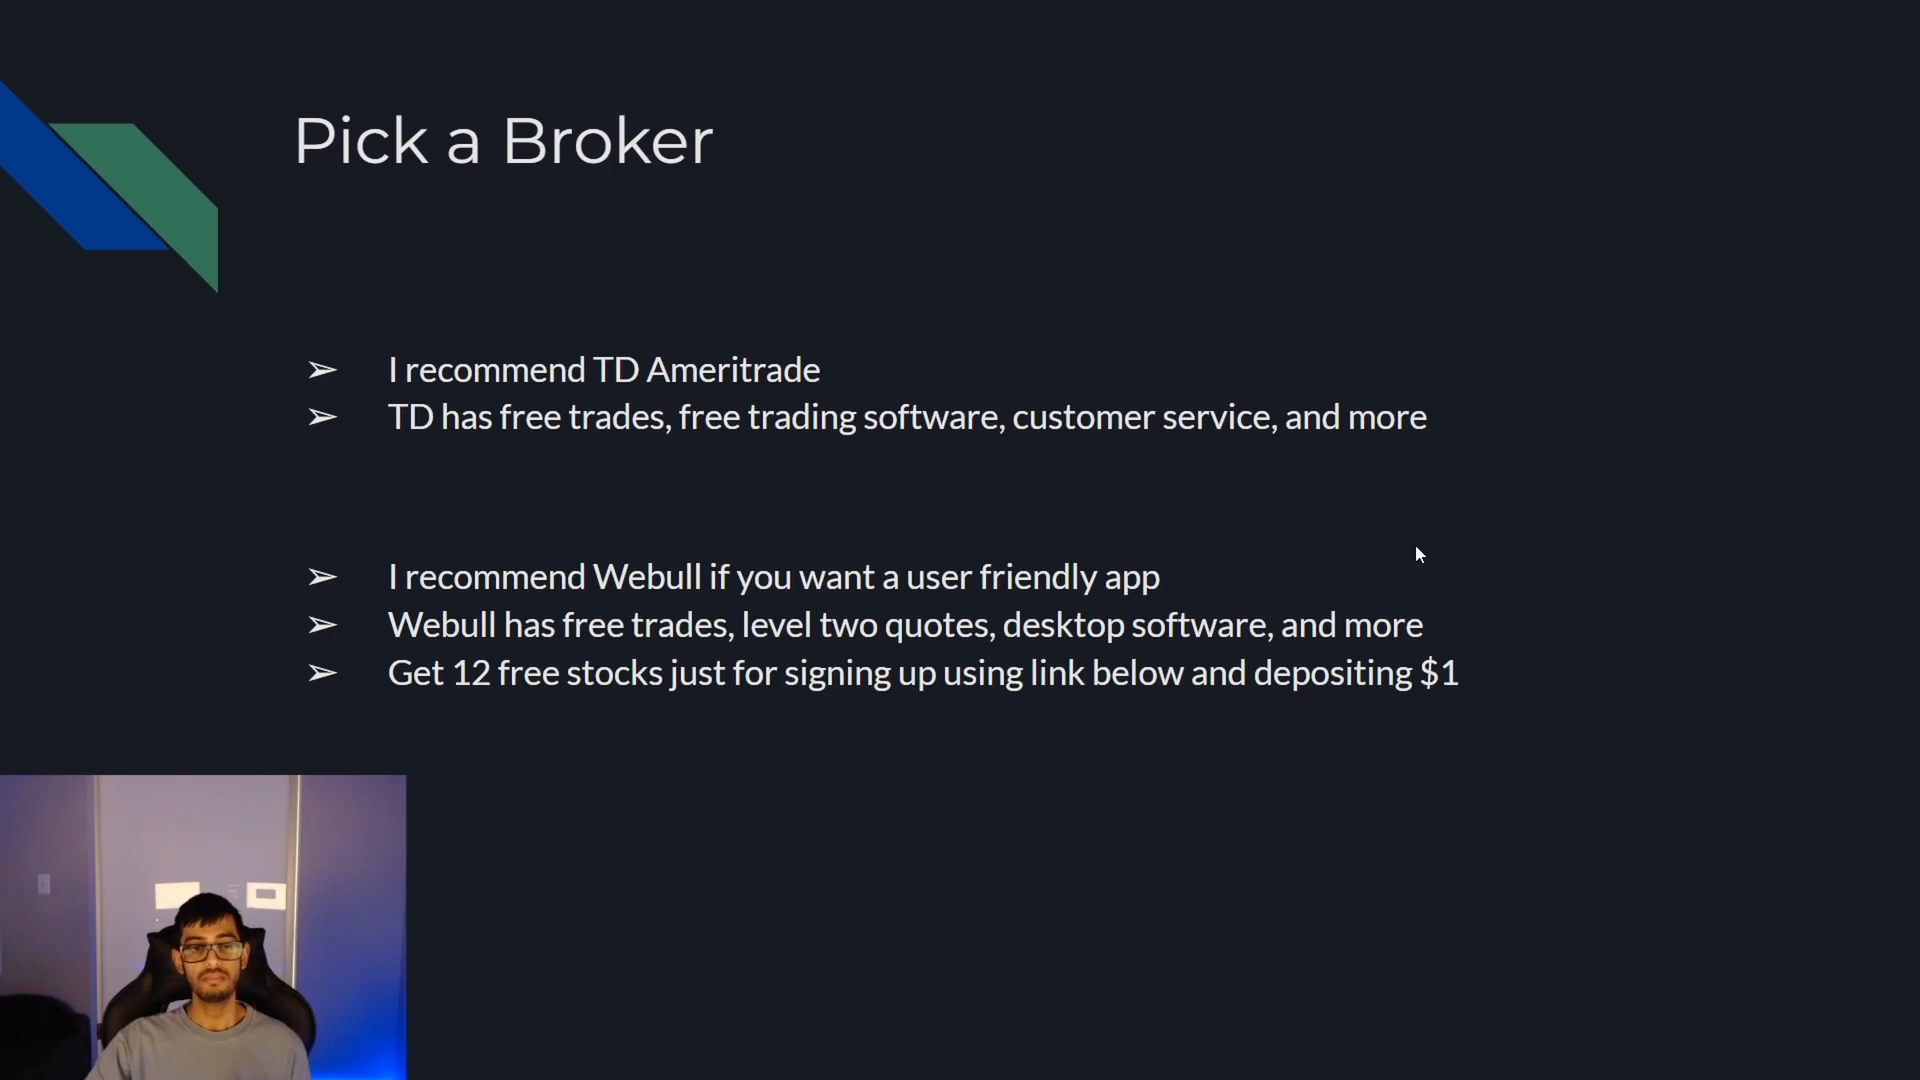 Pick a Broker
➢ I recommend TD Ameritrade
➢ TD has free trades, free trading software, customer service, and more
➢ I recommend Webull if you want a user friendly app
➢ Webull has free trades, level two quotes, desktop software, and more
➢ Get 12 free stocks just for signing up using link below and depositing $1